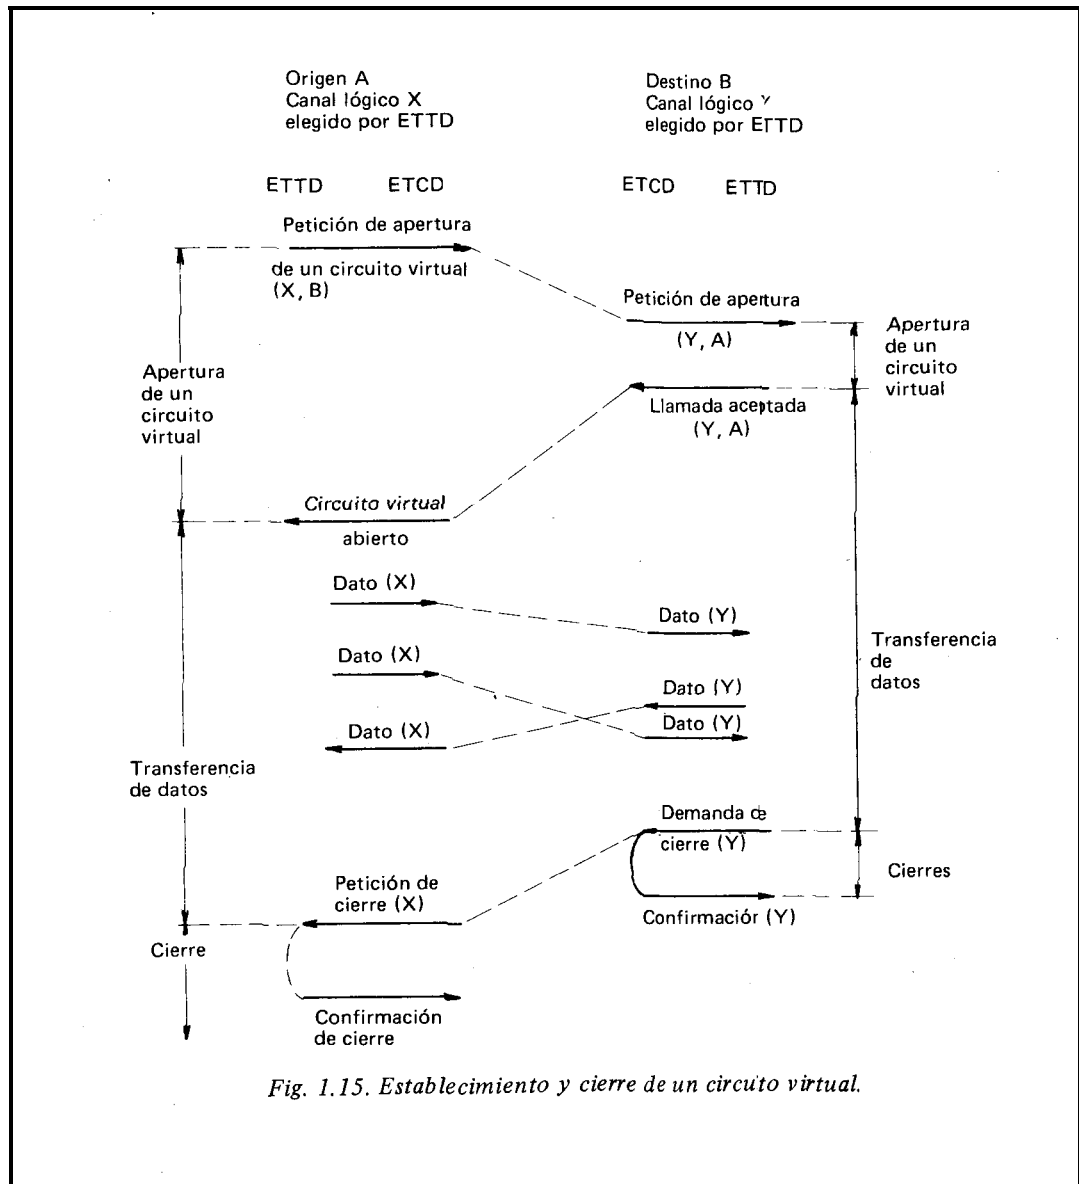 Origen A
Canal lógico X
elegido por ETTD
Destino B
Canal lógico Y
elegido por ETTD
ETTD
ETCD
ETCD
ETTD
Petición de apertura
de un circuito virtual
(X, B)
Petición de apertura
(Y, A)
Apertura
de un
circuito
virtual
Apertura
de un
circuito
virtual
Llamada aceptada
(Y, A)
Circuito virtual
abierto
Dato (X)
Dato (Y)
Dato (X)
Dato (Y)
Dato (X)
Dato (Y)
Transferencia
de
datos
Transferencia
de datos
Demanda de
cierre (Y)
Cierres
Petición de
cierre (X)
Confirmación (Y)
Cierre
Confirmación
de cierre
Fig. 1.15. Establecimiento y cierre de un circuito virtual.